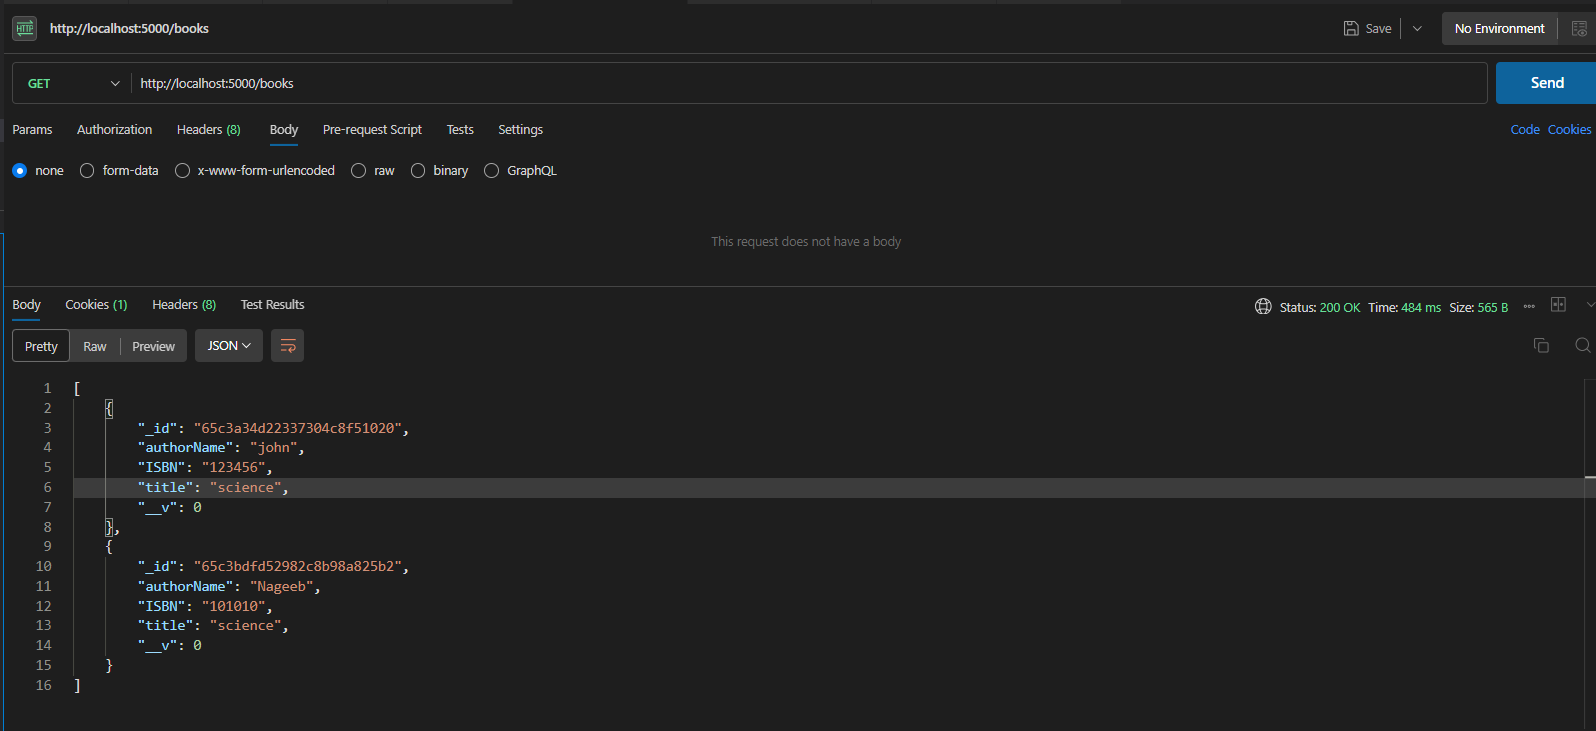 HTTP http://localhost:5000/books Save No Environment
GET http://localhost:5000/books Send
Params Authorization Headers (8) Body Pre-request Script Tests Settings Code Cookies
none form-data x-www-form-urlencoded raw binary GraphQL
This request does not have a body
Body Cookies (1) Headers (8) Test Results Status: 200 OK Time: 484 ms Size: 565 B
Pretty Raw Preview JSON
1 [
2 {
3 "_id": "65c3a34d22337304c8f51020",
4 "authorName": "john",
5 "ISBN": "123456",
6 "title": "science",
7 "__v": 0
8 },
9 {
10 "_id": "65c3bdfd52982c8b98a825b2",
11 "authorName": "Nageeb",
12 "ISBN": "101010",
13 "title": "science",
14 "__v": 0
15 }
16 ]